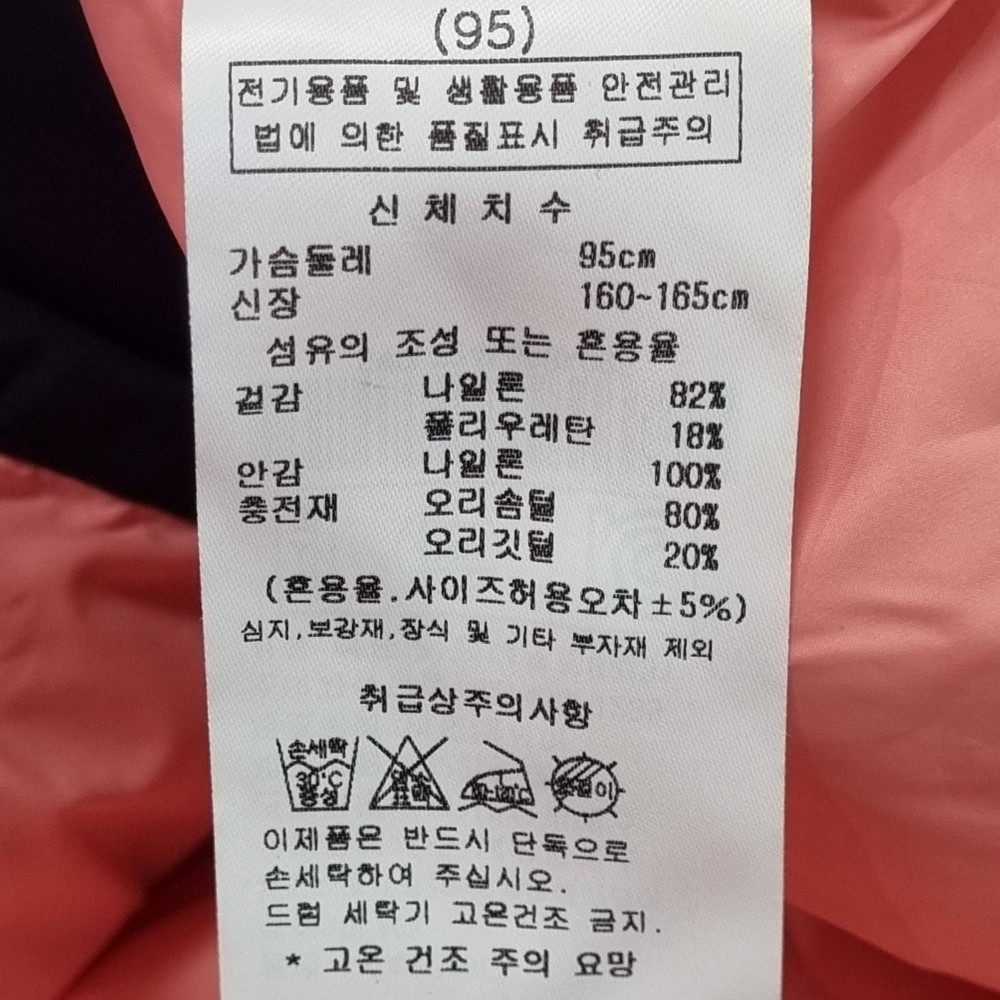 (95)
전기용품 및 생활용품 안전관리
법에 의한 품질표시 취급주의
신 체 치 수
가슴둘레 95cm
신장 160~165cm
섬유의 조성 또는 혼용율
겉감 나일론 82%
폴리우레탄 18%
안감 나일론 100%
충전재 오리솜털 80%
오리깃털 20%
(혼용율.사이즈허용오차±5%)
심지,보강재,장식 및 기타 부자재 제외
취급상주의사항
손세탁
30°C
중성
이제품은 반드시 단독으로
손세탁하여 주십시오.
드럼 세탁기 고온건조 금지.
* 고온 건조 주의 요망